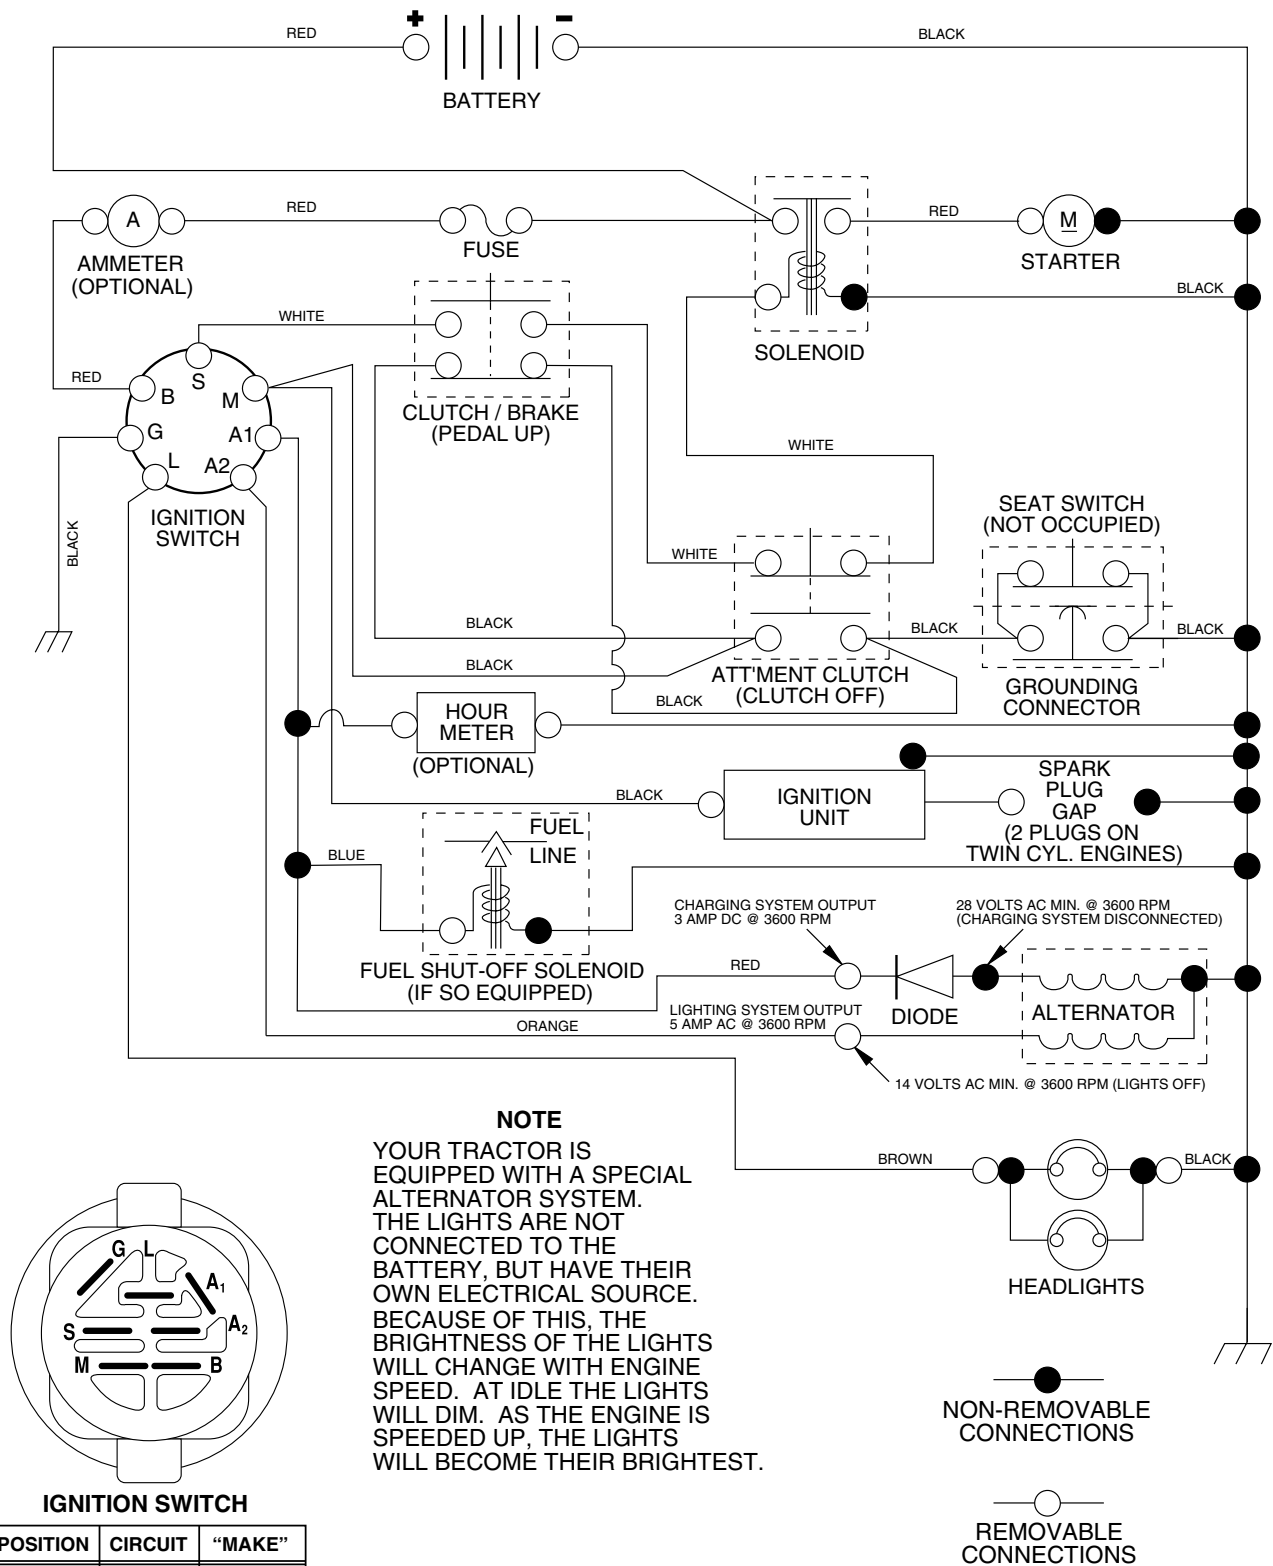 + −
RED
BLACK
BATTERY
RED
RED
A
FUSE
M
AMMETER
(OPTIONAL)
STARTER
WHITE
BLACK
SOLENOID
RED
S
B
M
G
A1
L
A2
CLUTCH / BRAKE
(PEDAL UP)
WHITE
IGNITION
SWITCH
BLACK
SEAT SWITCH
(NOT OCCUPIED)
WHITE
BLACK
BLACK
BLACK
BLACK
ATT'MENT CLUTCH
(CLUTCH OFF)
GROUNDING
CONNECTOR
BLACK
HOUR
METER
(OPTIONAL)
BLACK
IGNITION
UNIT
SPARK
PLUG
GAP
(2 PLUGS ON
TWIN CYL. ENGINES)
FUEL
LINE
BLUE
FUEL SHUT-OFF SOLENOID
(IF SO EQUIPPED)
CHARGING SYSTEM OUTPUT
3 AMP DC @ 3600 RPM
28 VOLTS AC MIN. @ 3600 RPM
(CHARGING SYSTEM DISCONNECTED)
RED
DIODE
ALTERNATOR
LIGHTING SYSTEM OUTPUT
5 AMP AC @ 3600 RPM
ORANGE
14 VOLTS AC MIN. @ 3600 RPM (LIGHTS OFF)
NOTE
YOUR TRACTOR IS
EQUIPPED WITH A SPECIAL
ALTERNATOR SYSTEM.
THE LIGHTS ARE NOT
CONNECTED TO THE
BATTERY, BUT HAVE THEIR
OWN ELECTRICAL SOURCE.
BECAUSE OF THIS, THE
BRIGHTNESS OF THE LIGHTS
WILL CHANGE WITH ENGINE
SPEED. AT IDLE THE LIGHTS
WILL DIM. AS THE ENGINE IS
SPEEDED UP, THE LIGHTS
WILL BECOME THEIR BRIGHTEST.
BROWN
BLACK
HEADLIGHTS
G L
A1
A2
S
M
B
IGNITION SWITCH
POSITION CIRCUIT “MAKE”
NON-REMOVABLE
CONNECTIONS
REMOVABLE
CONNECTIONS